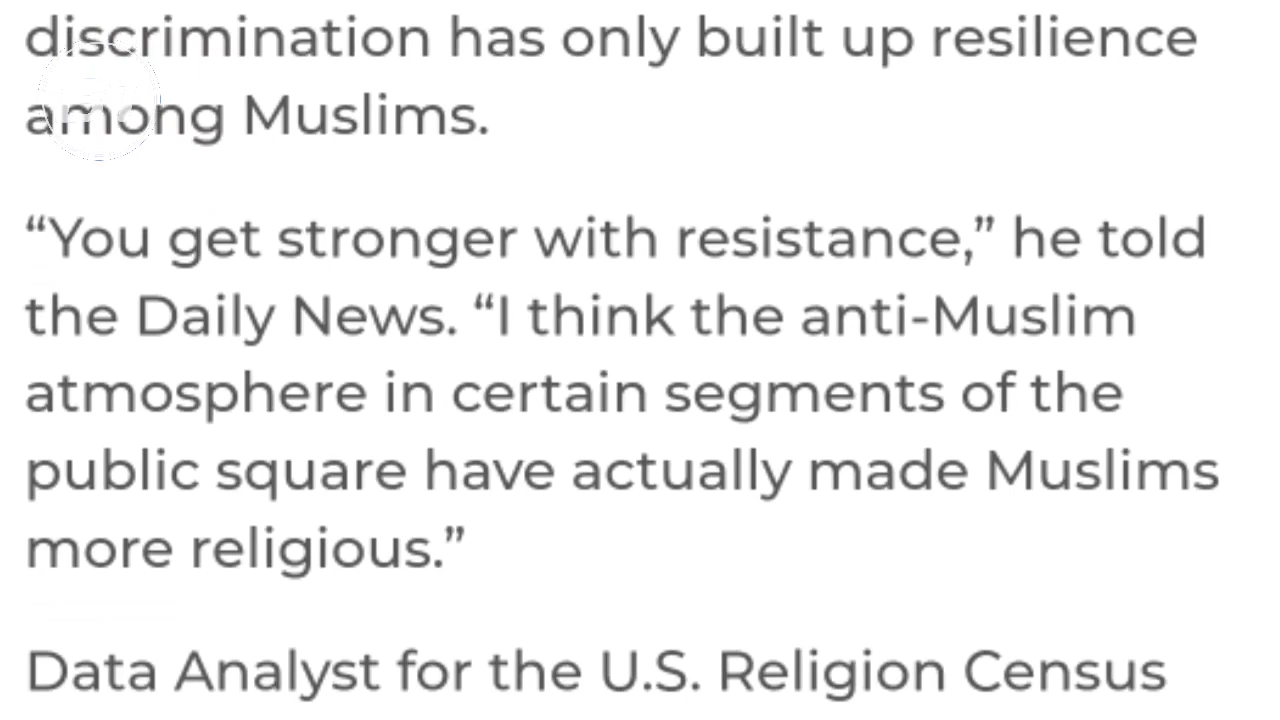 discrimination has only built up resilience
among Muslims.
“You get stronger with resistance,” he told
the Daily News. “I think the anti-Muslim
atmosphere in certain segments of the
public square have actually made Muslims
more religious.”
Data Analyst for the U.S. Religion Census